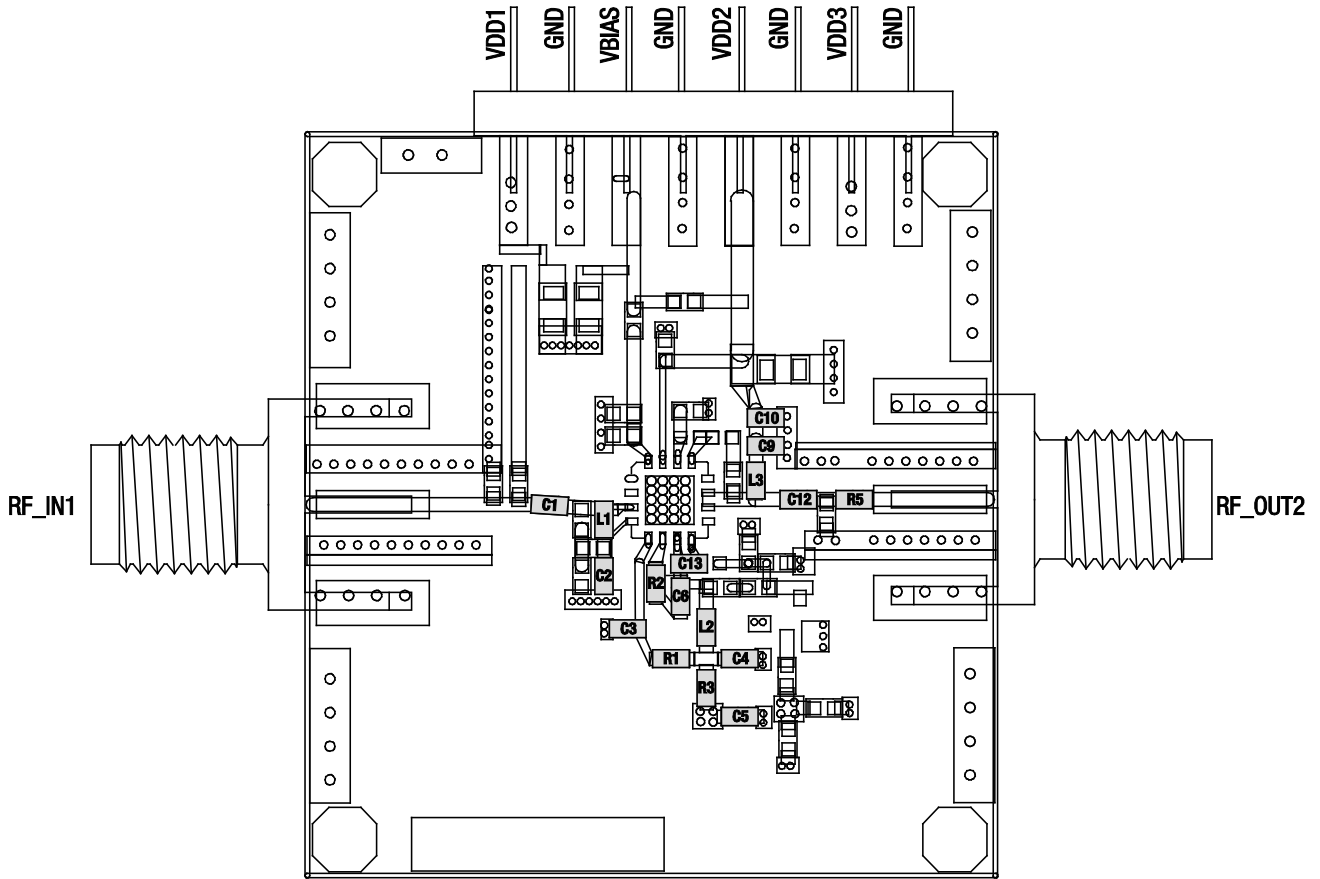 VDD1
GND
VBIAS
GND
VDD2
GND
VDD3
GND
C10
C9
L3
C12
R5
C1
L1
RF_IN1
RF_OUT2
C13
C2
R2
C6
C3
L2
R1
C4
R3
C5